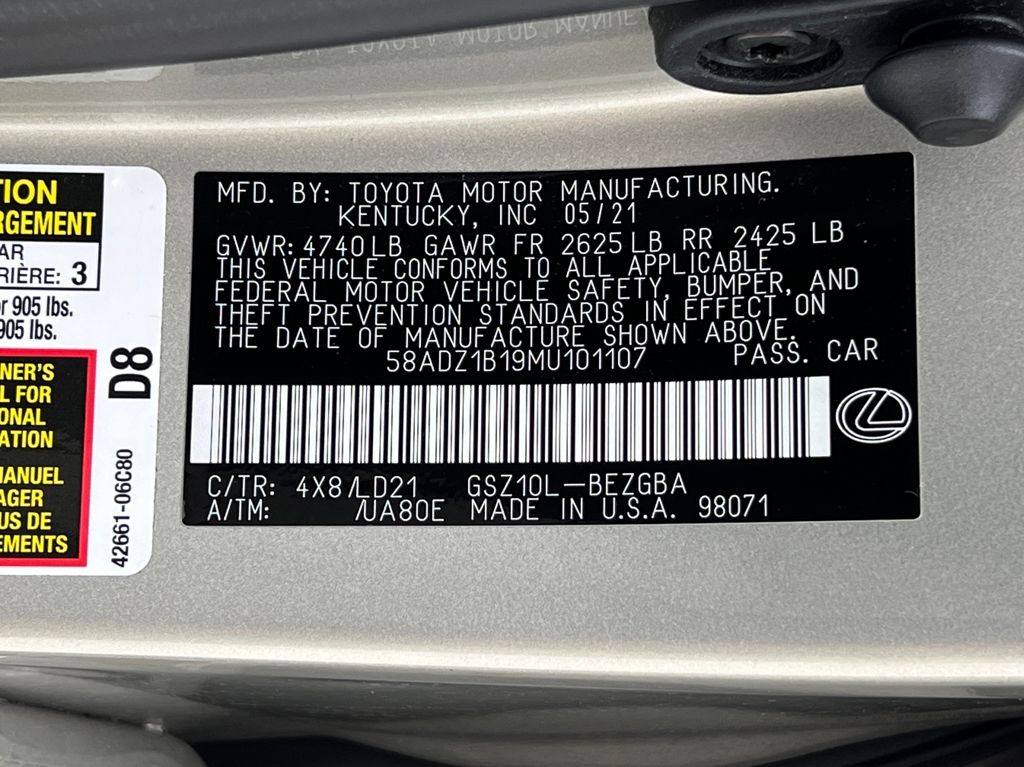 MFD. BY: TOYOTA MOTOR MANUFACTURING.
KENTUCKY, INC 05/21
GVWR: 4740 LB GAWR FR 2625 LB RR 2425 LB
THIS VEHICLE CONFORMS TO ALL APPLICABLE
FEDERAL MOTOR VEHICLE SAFETY, BUMPER, AND
THEFT PREVENTION STANDARDS IN EFFECT ON
THE DATE OF MANUFACTURE SHOWN ABOVE.
58ADZ1B19MU101107 PASS. CAR
C/TR: 4X8/LD21 GSZ10L-BEZGBA
A/TM: /UA80E MADE IN U.S.A. 98071
TION
RGEMENT
AR
RIÈRE: 3
r 905 lbs.
905 lbs.
NER'S
L FOR
ONAL
ATION
MANUEL
AGER
US DE
EMENTS
D8
42661-06C80